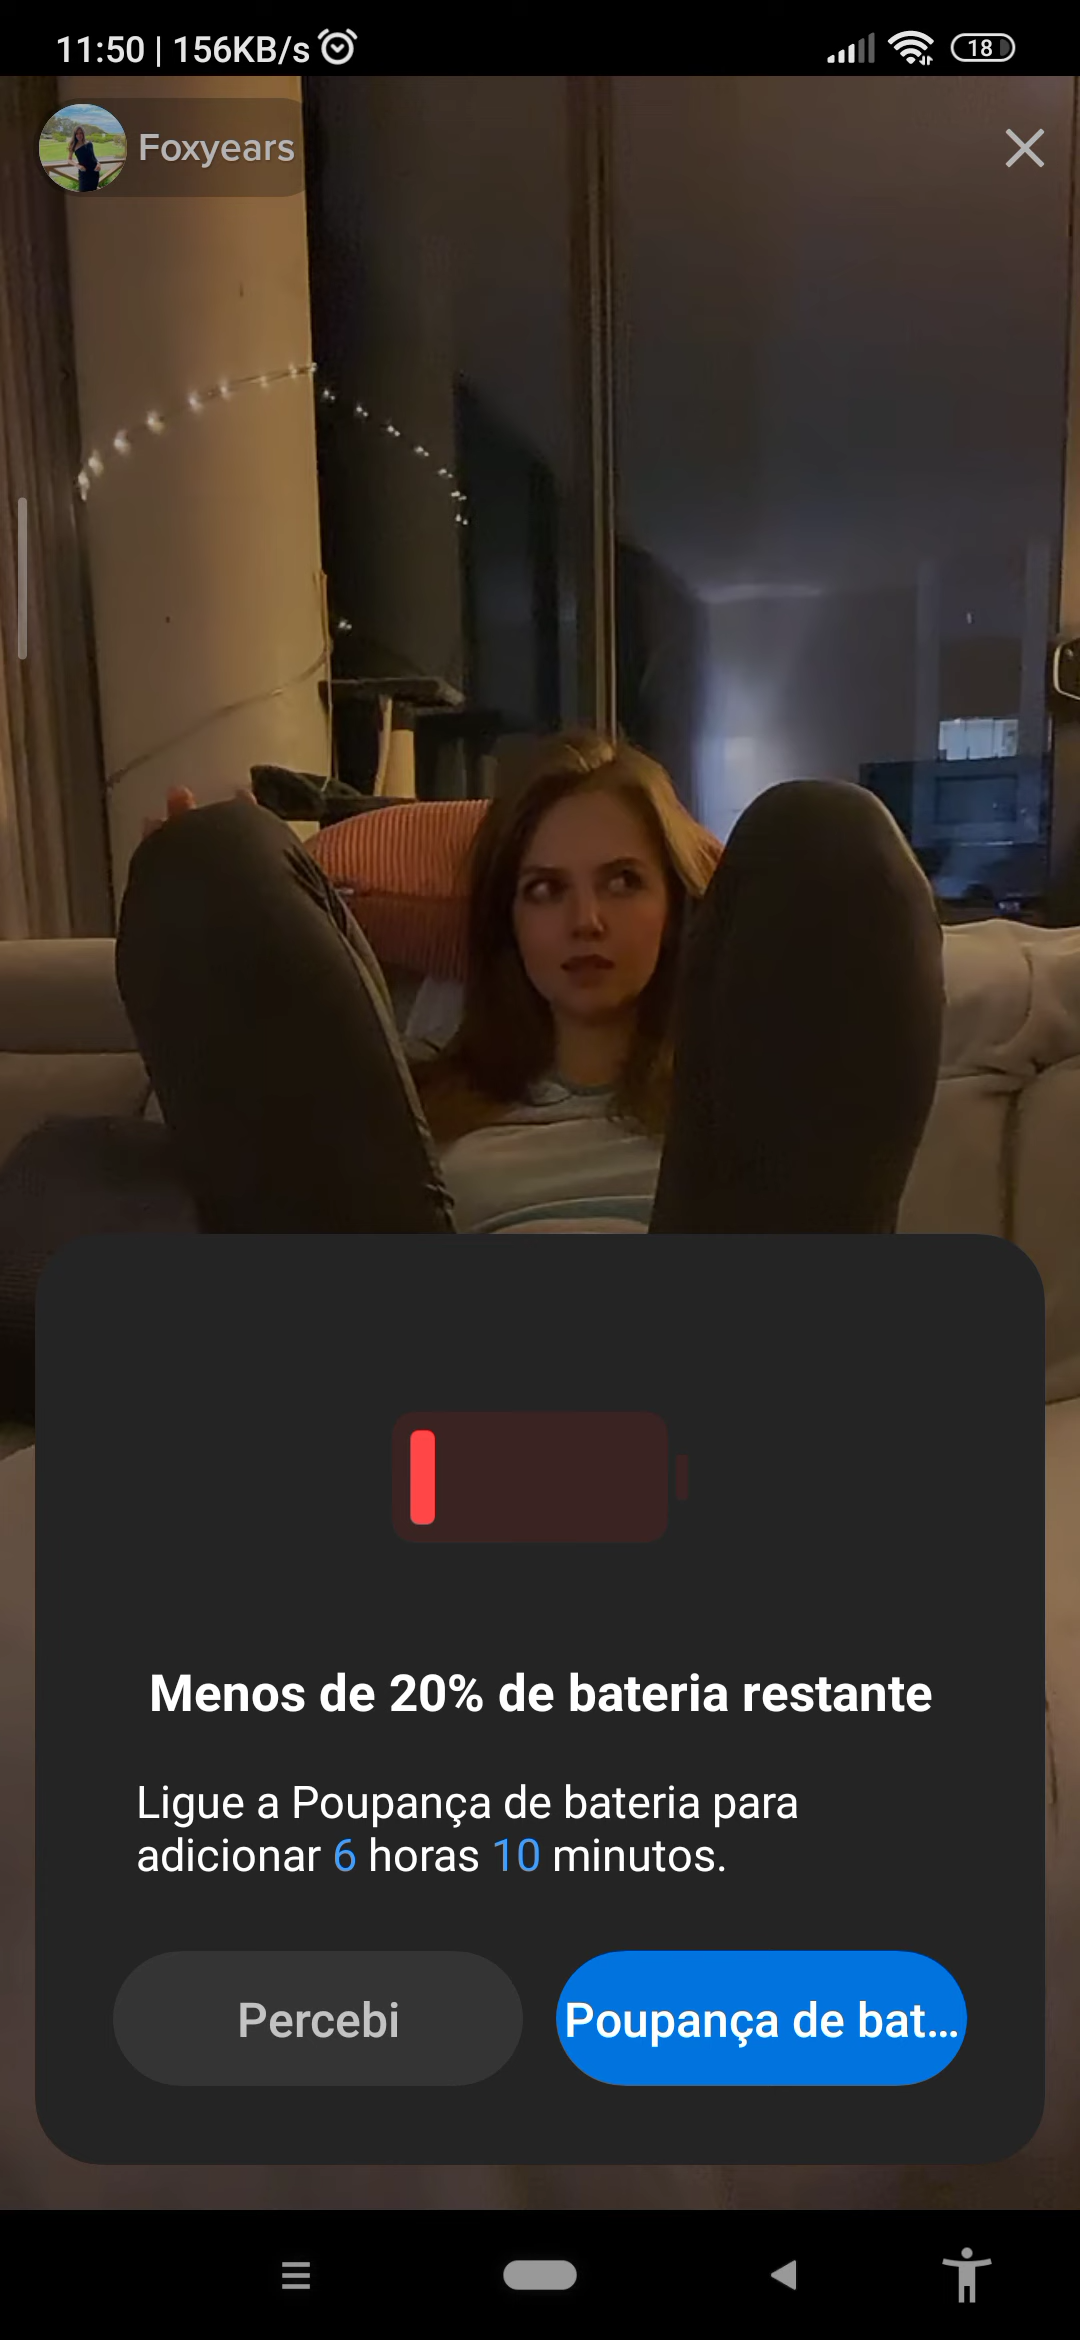 11:50 | 156KB/s
18
Foxyears
Menos de 20% de bateria restante
Ligue a Poupança de bateria para
adicionar 6 horas 10 minutos.
Percebi
Poupança de bat...